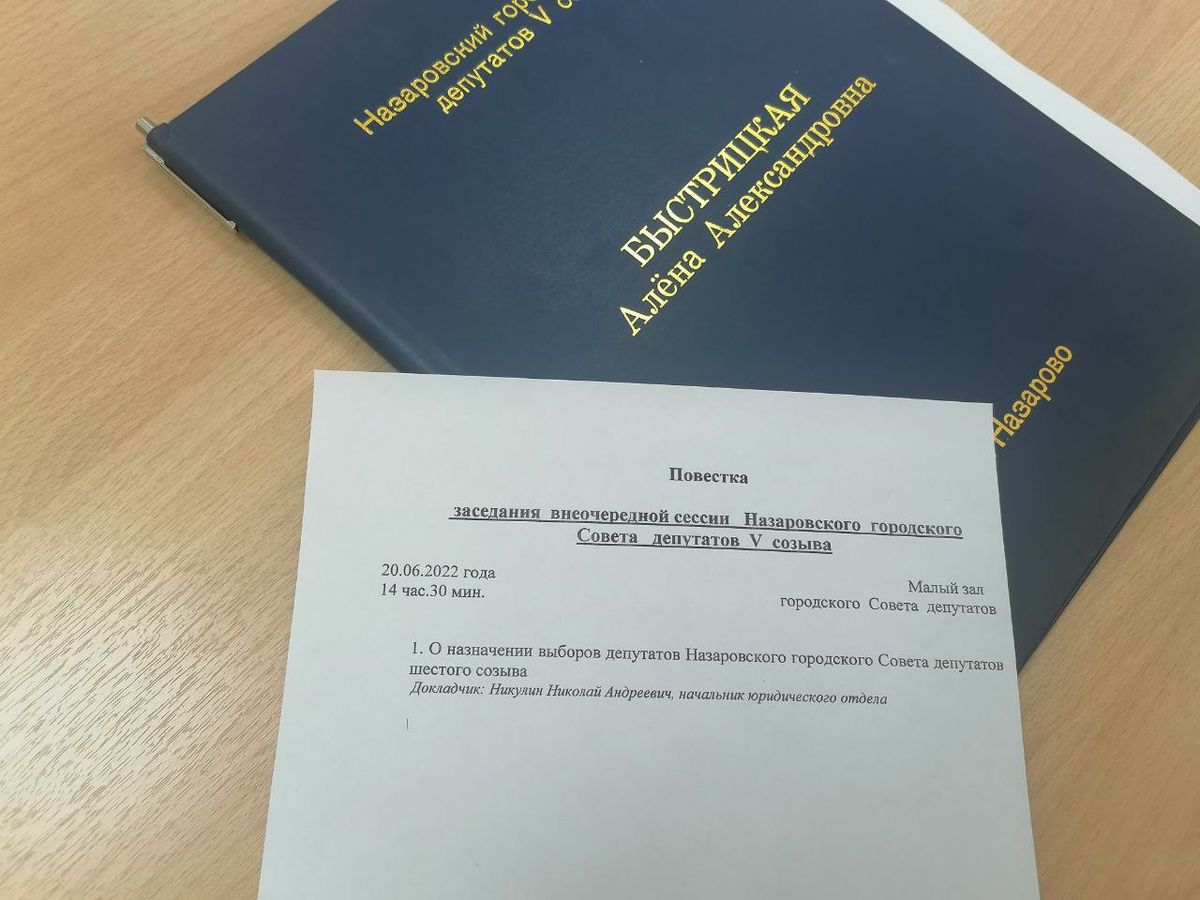 Назаровский
депутатов V
БЫСТРИЦКАЯ
Алёна Александровна
Назарово
Повестка
заседания внеочередной сессии Назаровского городского
Совета депутатов V созыва
20.06.2022 года
14 час.30 мин.
Малый зал
городского Совета депутатов
1. О назначении выборов депутатов Назаровского городского Совета депутатов
шестого созыва
Докладчик: Никулин Николай Андреевич, начальник юридического отдела